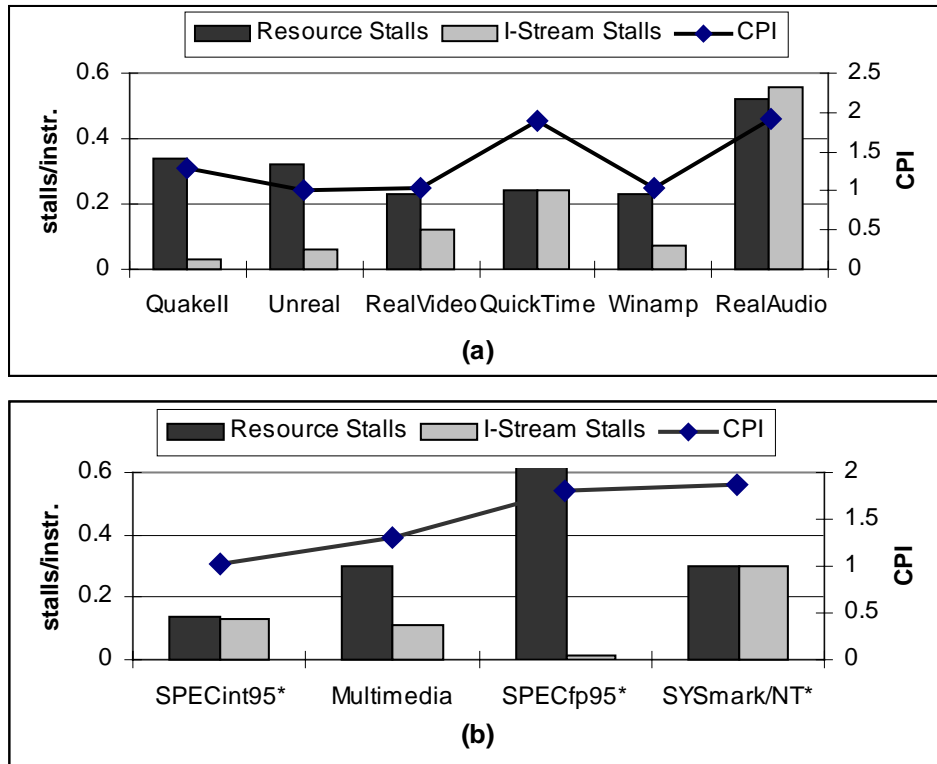 Resource Stalls I-Stream Stalls CPI
0.6 2.5
2
0.4 1.5
1
0.2 0.5
0 0
stalls/instr.
CPI
QuakeII Unreal RealVideo QuickTime Winamp RealAudio
(a)
Resource Stalls I-Stream Stalls CPI
0.6 2
0.4 1.5
1
0.2 0.5
0 0
stalls/instr.
CPI
SPECint95* Multimedia SPECfp95* SYSmark/NT*
(b)